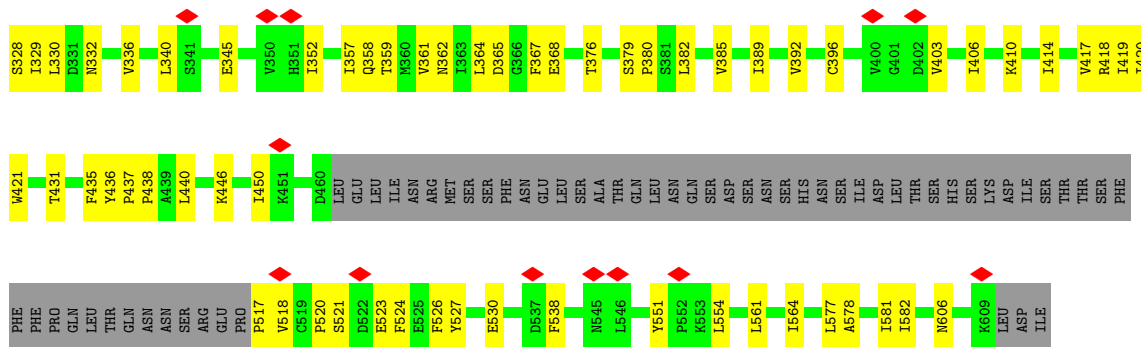 S328 I329 L330 D331 N332 V336 L340 S341 E345 V350 H351 I352 I357 Q358 T359 M360 V361 N362 I363 L364 D365 G366 F367 E368 T376 S379 P380 S381 L382 V385 I389 V392 C396 V400 G401 D402 V403 I406 K410 I414 V417 R418 I419
W421 T431 F435 Y436 P437 P438 A439 L440 K446 I450 K451 D460 LEU GLU LEU ILE ASN ARG MET SER SER PHE ASN GLU LEU SER ALA THR GLN LEU ASN GLN SER ASP SER ASN SER HIS ASN SER ILE ASP LEU THR SER HIS SER LYS ASP ILE SER THR THR SER PHE
PHE PHE PRO GLN LEU THR GLN ASN ASN SER ARG GLU PRO P517 V518 C519 P520 S521 D522 E523 F524 E525 F526 Y527 E530 D537 F538 N545 L546 Y551 P552 K553 L554 L561 I564 L577 A578 I581 I582 N606 K609 LEU ASP ILE